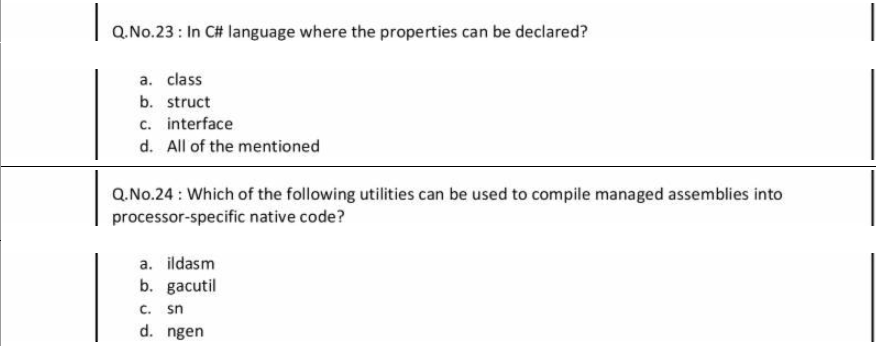 Q.No.23 : In C# language where the properties can be declared?
a. class
b. struct
c. interface
d. All of the mentioned
Q.No.24 : Which of the following utilities can be used to compile managed assemblies into
processor-specific native code?
a. ildasm
b. gacutil
c. sn
d. ngen